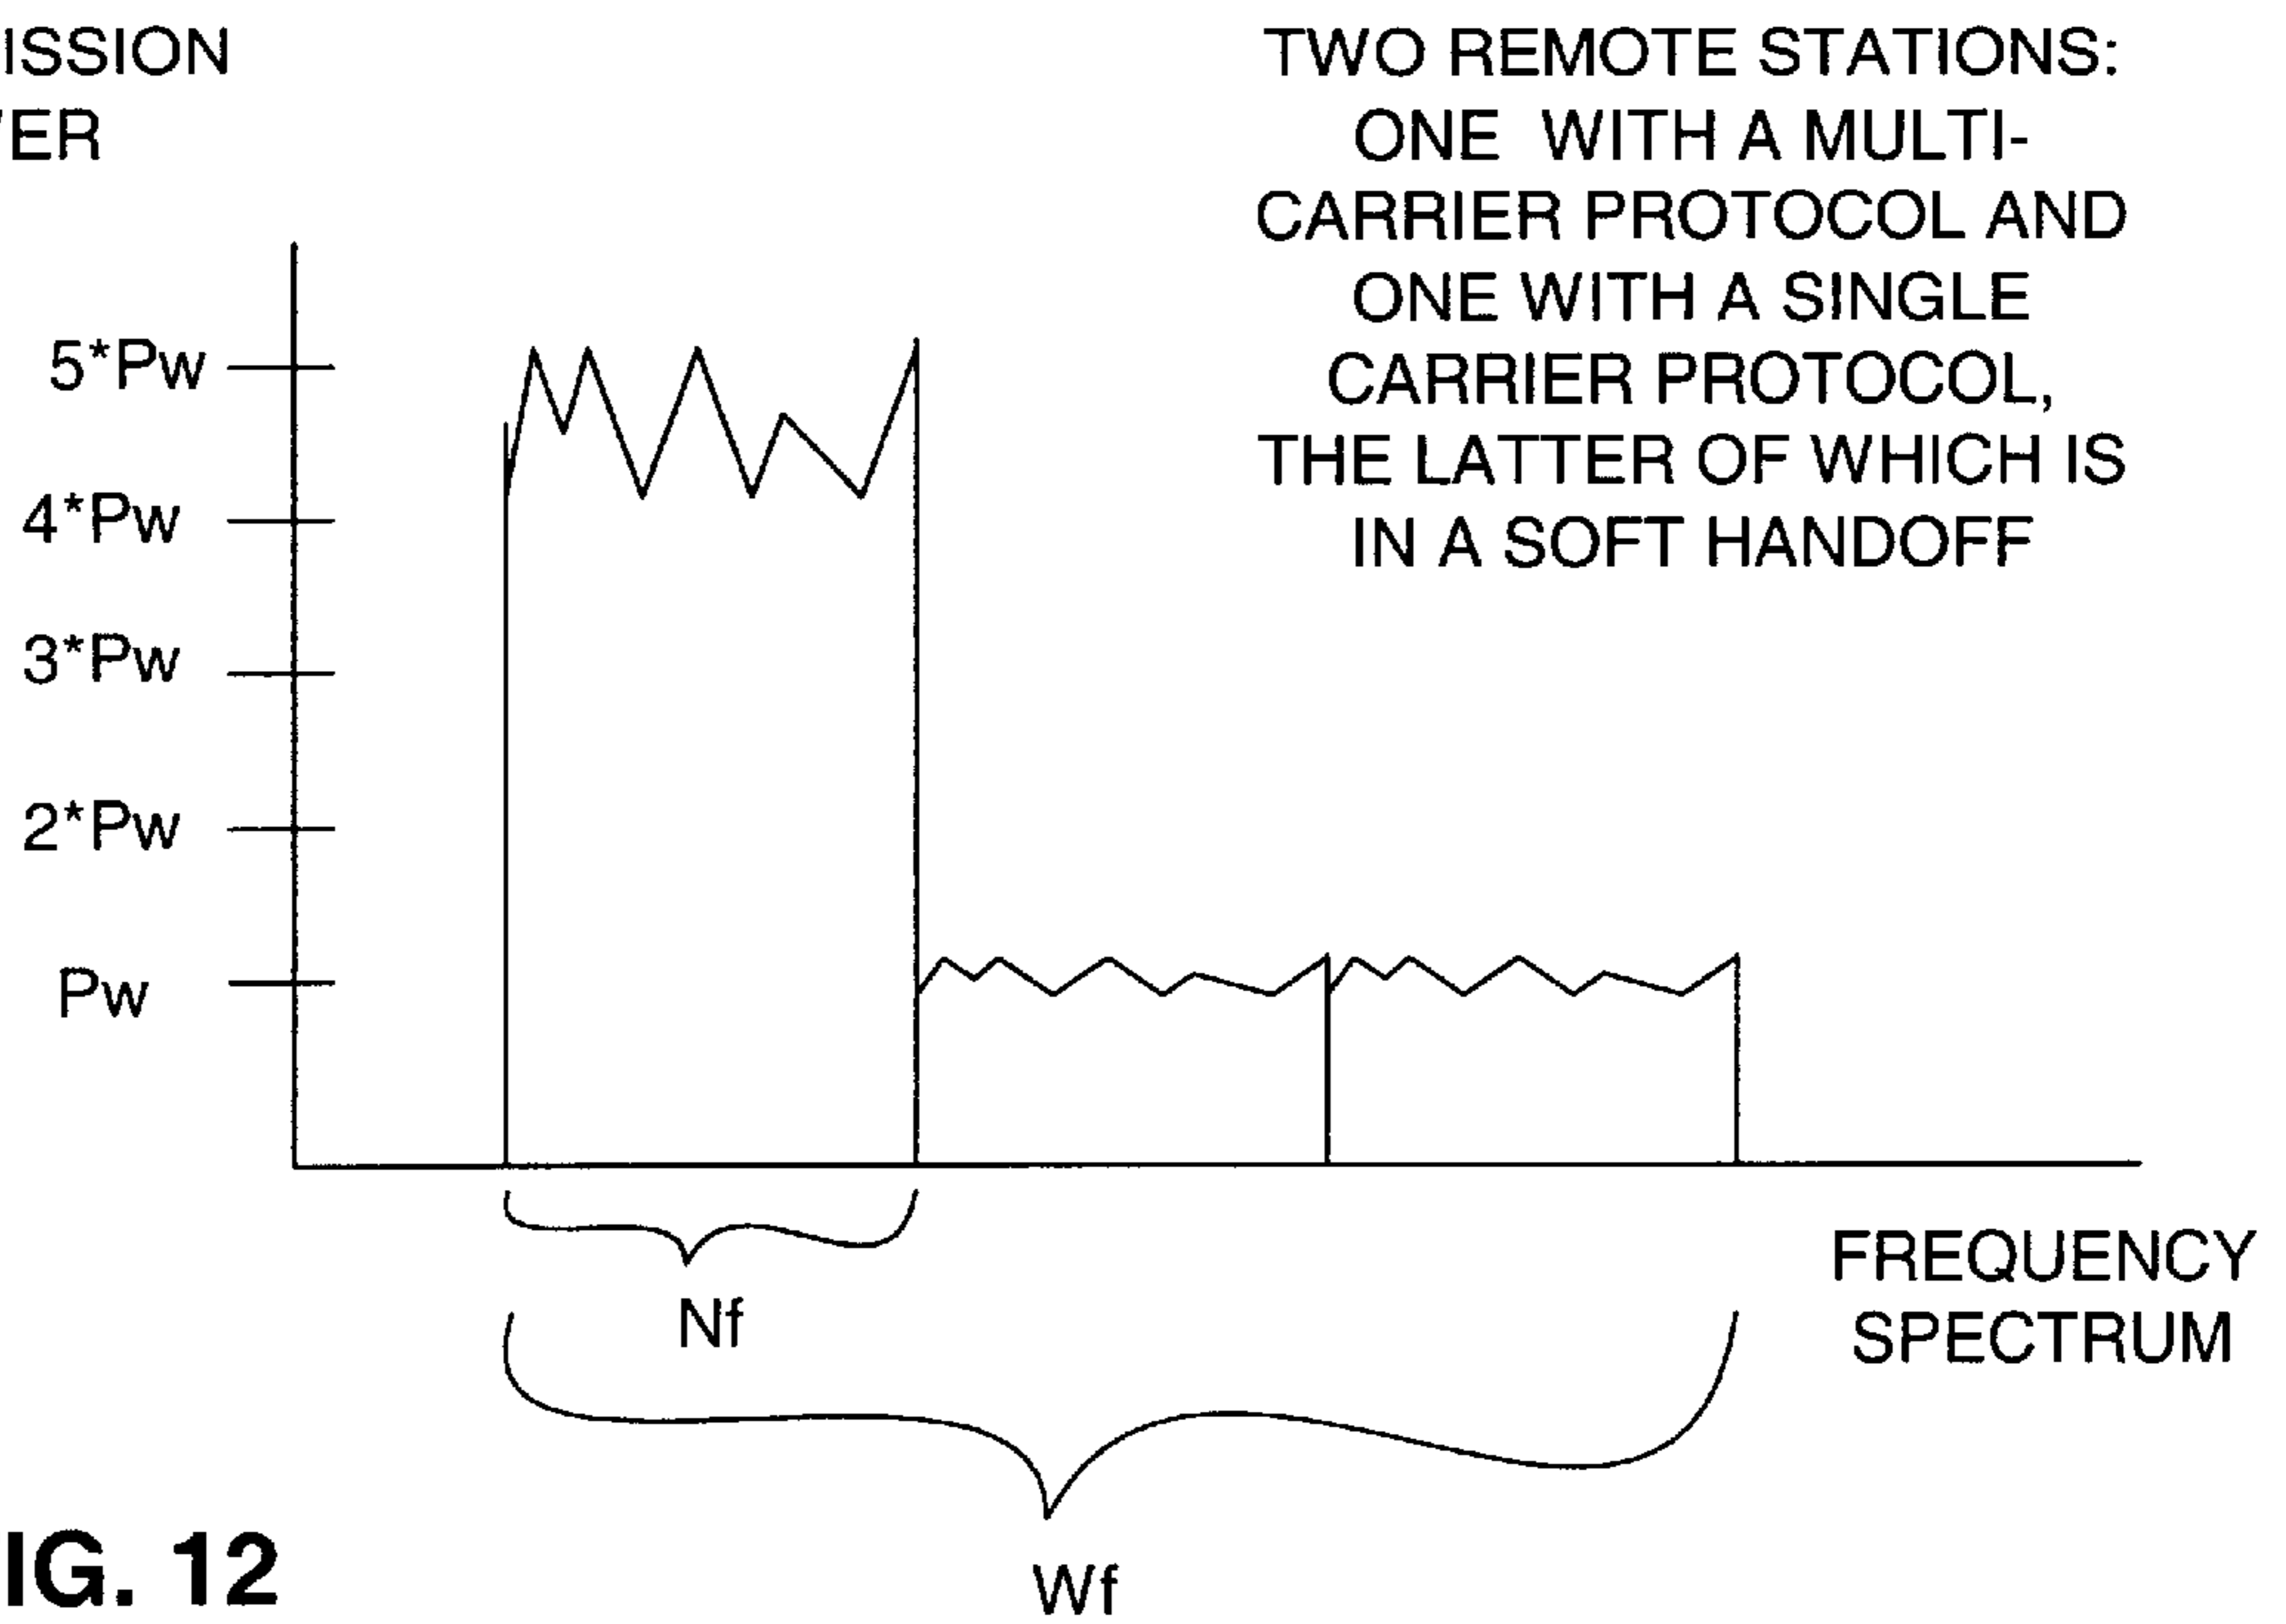 ISSION
ER
TWO REMOTE STATIONS:
ONE WITH A MULTI-
CARRIER PROTOCOL AND
ONE WITH A SINGLE
CARRIER PROTOCOL,
THE LATTER OF WHICH IS
IN A SOFT HANDOFF
5*Pw
4*Pw
3*Pw
2*Pw
Pw
Nf
FREQUENCY
SPECTRUM
Wf
IG. 12